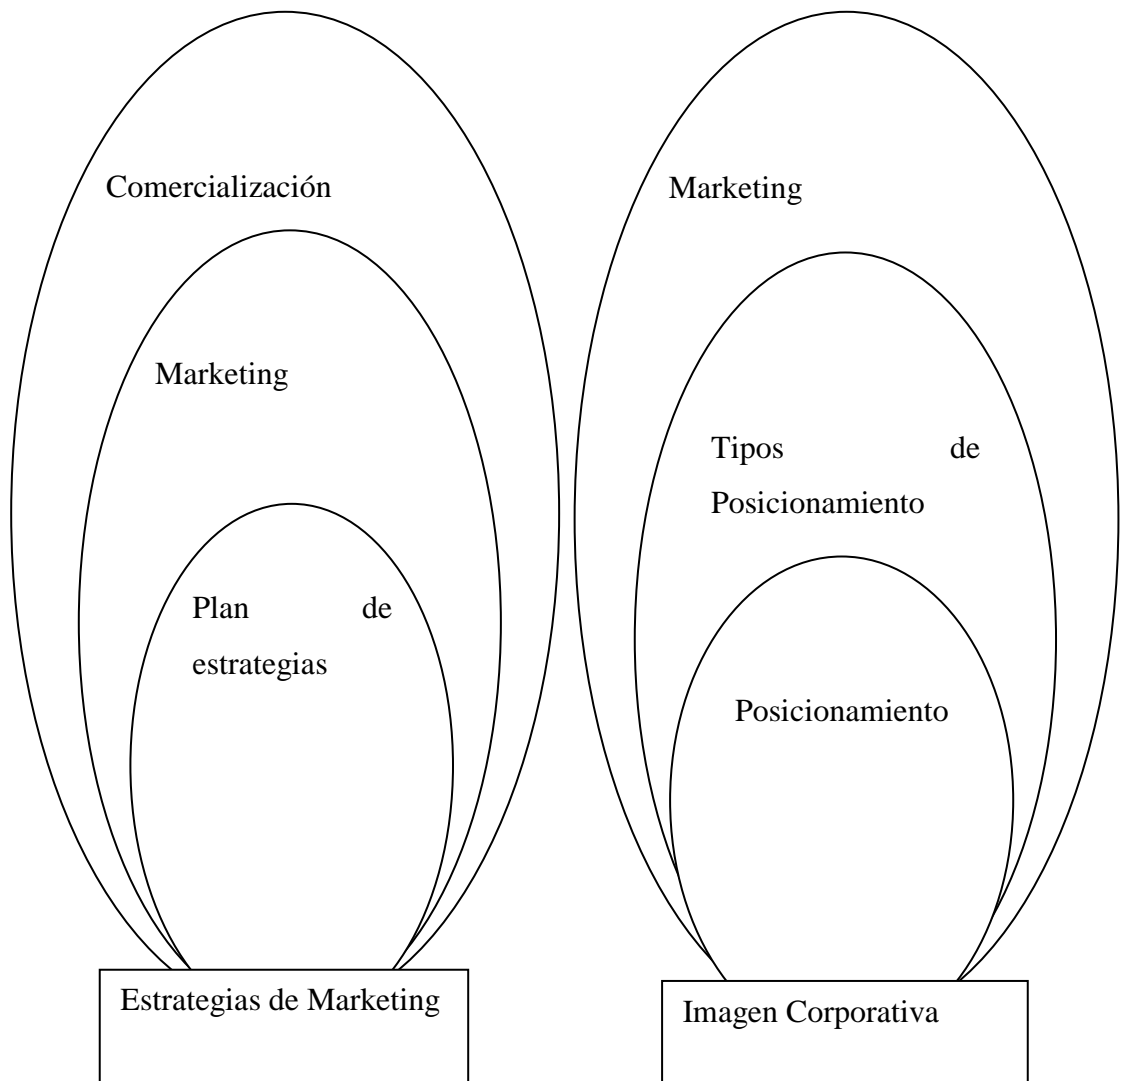 Comercialización
Marketing
Plan de
estrategias
Estrategias de Marketing
Marketing
Tipos de
Posicionamiento
Posicionamiento
Imagen Corporativa